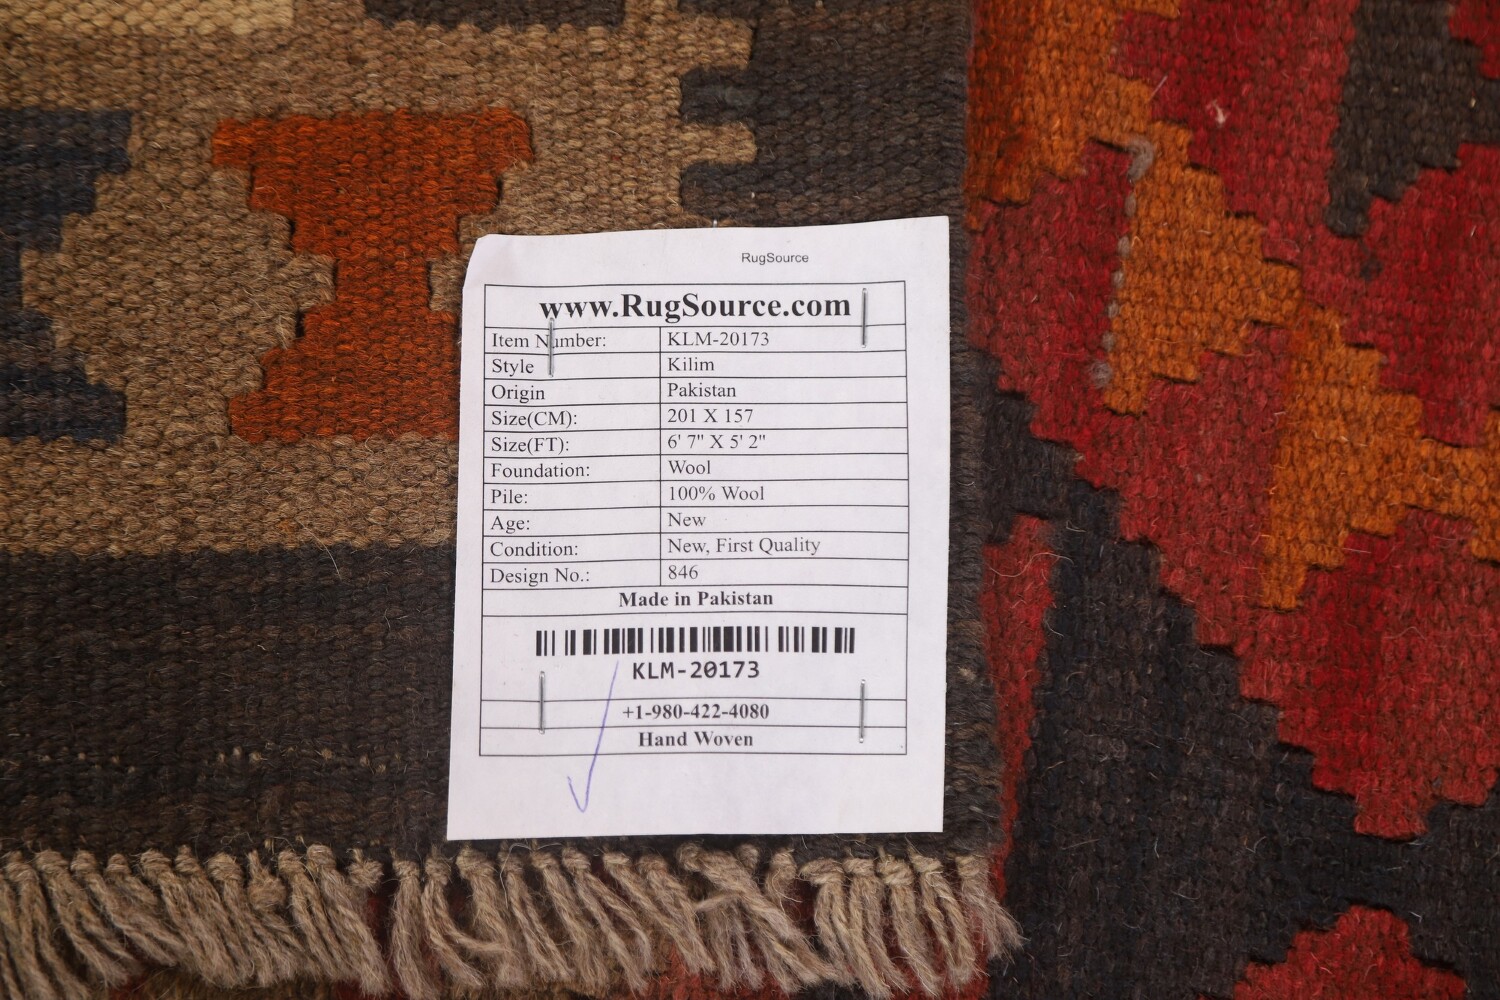 RugSource
www.RugSource.com
Item Number: KLM-20173
Style Kilim
Origin Pakistan
Size(CM): 201 X 157
Size(FT): 6' 7" X 5' 2"
Foundation: Wool
Pile: 100% Wool
Age: New
Condition: New, First Quality
Design No.: 846
Made in Pakistan
KLM-20173
+1-980-422-4080
Hand Woven